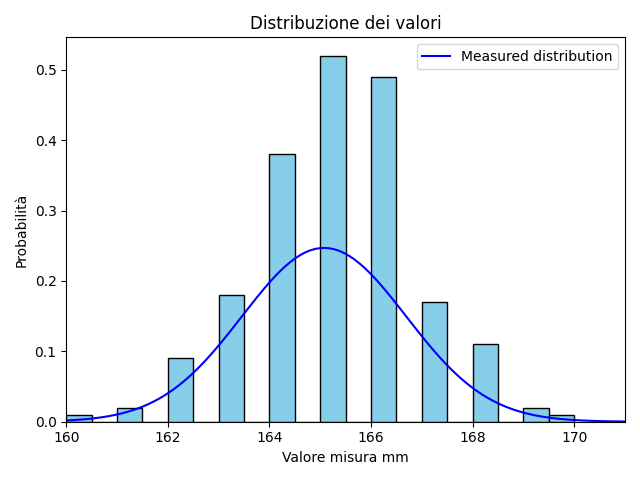 Distribuzione dei valori
Measured distribution
Probabilità
0.5
0.4
0.3
0.2
0.1
0.0
160 162 164 166 168 170
Valore misura mm